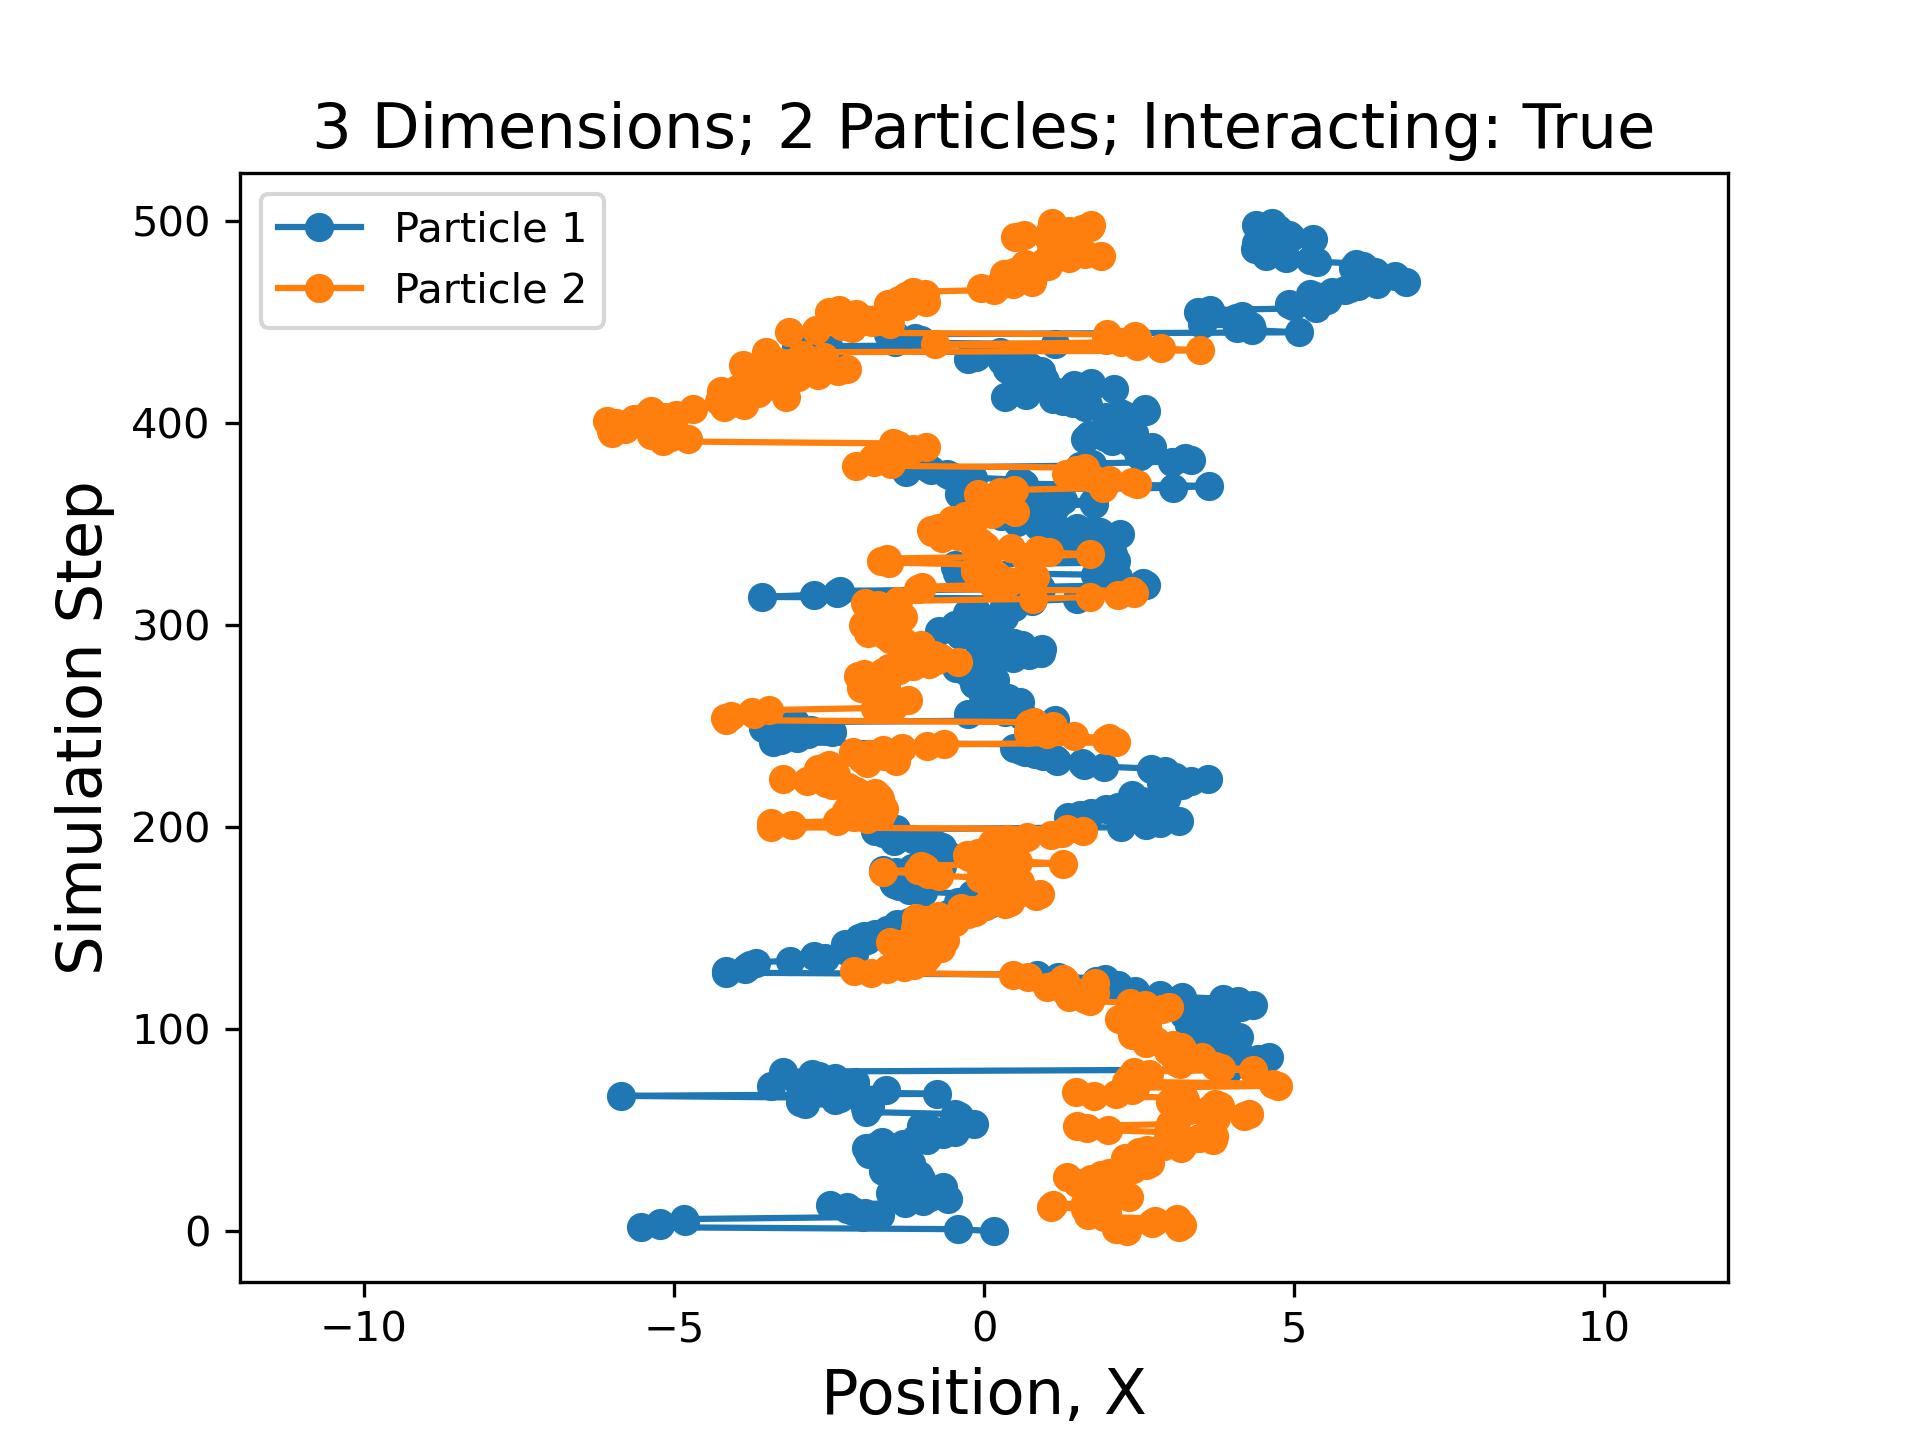 3 Dimensions; 2 Particles; Interacting: True
Particle 1
Particle 2
500
400
300
200
100
0
Simulation Step
−10
−5
0
5
10
Position, X